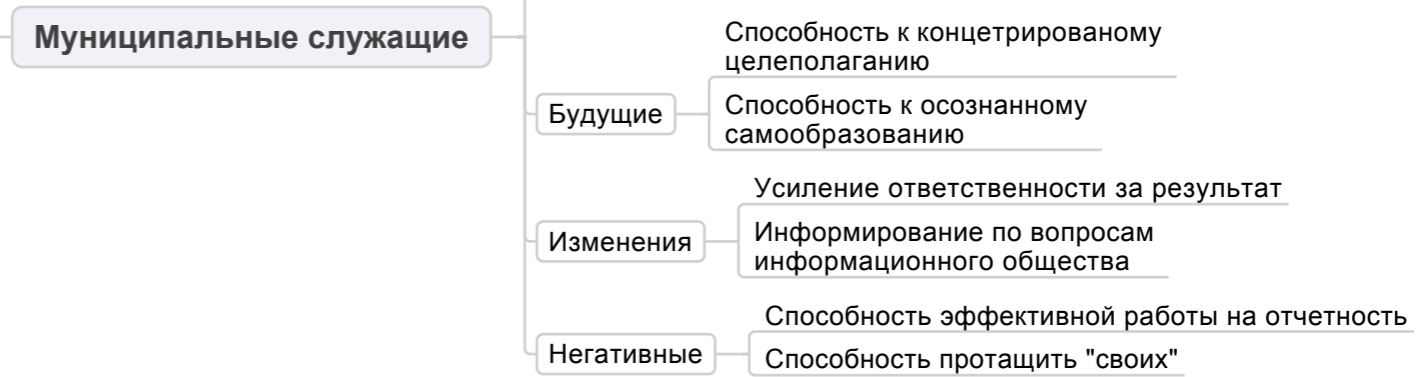 Муниципальные служащие
Способность к концетрированому
целеполаганию
Будущие
Способность к осознанному
самообразованию
Усиление ответственности за результат
Изменения
Информирование по вопросам
информационного общества
Способность эффективной работы на отчетность
Негативные
Способность протащить "своих"